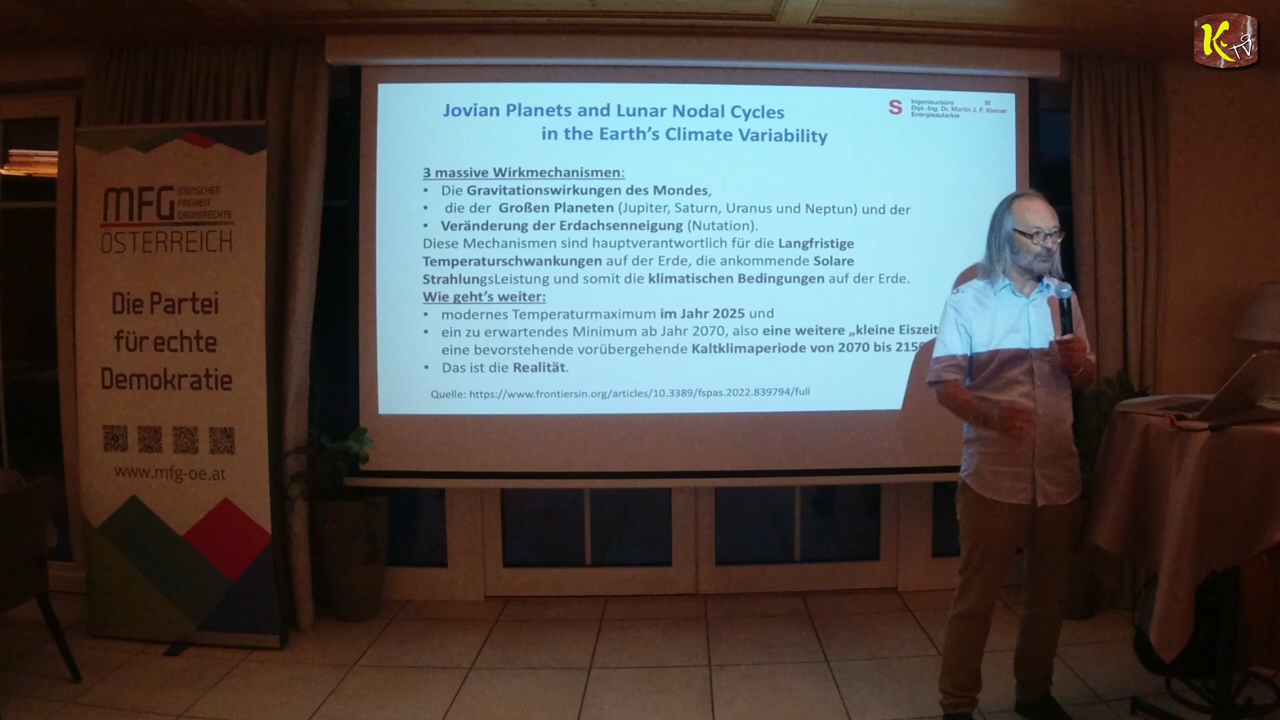 Jovian Planets and Lunar Nodal Cycles
in the Earth's Climate Variability
S
Ingenieurbüro
Dipl.-Ing. Dr. Martin J. F. Steiner
Energieautarkie
3 massive Wirkmechanismen:
• Die Gravitationswirkungen des Mondes,
• die der Großen Planeten (Jupiter, Saturn, Uranus und Neptun) und der
• Veränderung der Erdachsenneigung (Nutation).
Diese Mechanismen sind hauptverantwortlich für die Langfristige
Temperaturschwankungen auf der Erde, die ankommende Solare
StrahlungsLeistung und somit die klimatischen Bedingungen auf der Erde.
Wie geht's weiter:
• modernes Temperaturmaximum im Jahr 2025 und
• ein zu erwartendes Minimum ab Jahr 2070, also eine weitere „kleine Eiszeit
eine bevorstehende vorübergehende Kaltklimaperiode von 2070 bis
• Das ist die Realität.
Quelle: https://www.frontiersin.org/articles/10.3389/fspas.2022.839794/full
MFG MENSCHEN
FREIHEIT
GRUNDRECHTE
ÖSTERREICH
Die Partei
für echte
Demokratie
www.mfg-oe.at
K TV